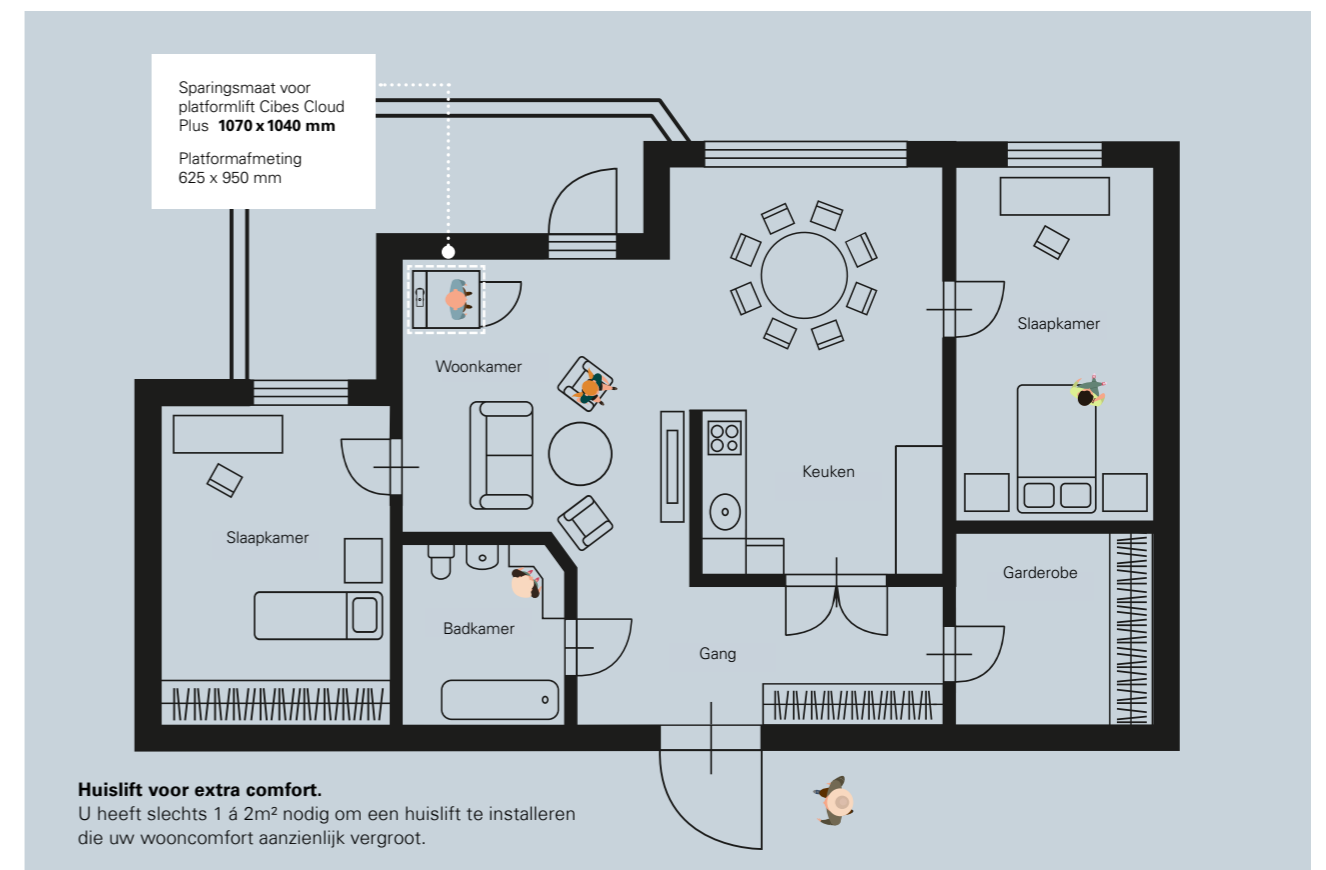 Sparingsmaat voor
platformlift Cibes Cloud
Plus 1070 x 1040 mm
Platformafmeting
625 x 950 mm
Slaapkamer
Woonkamer
Keuken
Slaapkamer
Garderobe
Badkamer
Gang
Huislift voor extra comfort.
U heeft slechts 1 á 2m² nodig om een huislift te installeren
die uw wooncomfort aanzienlijk vergroot.